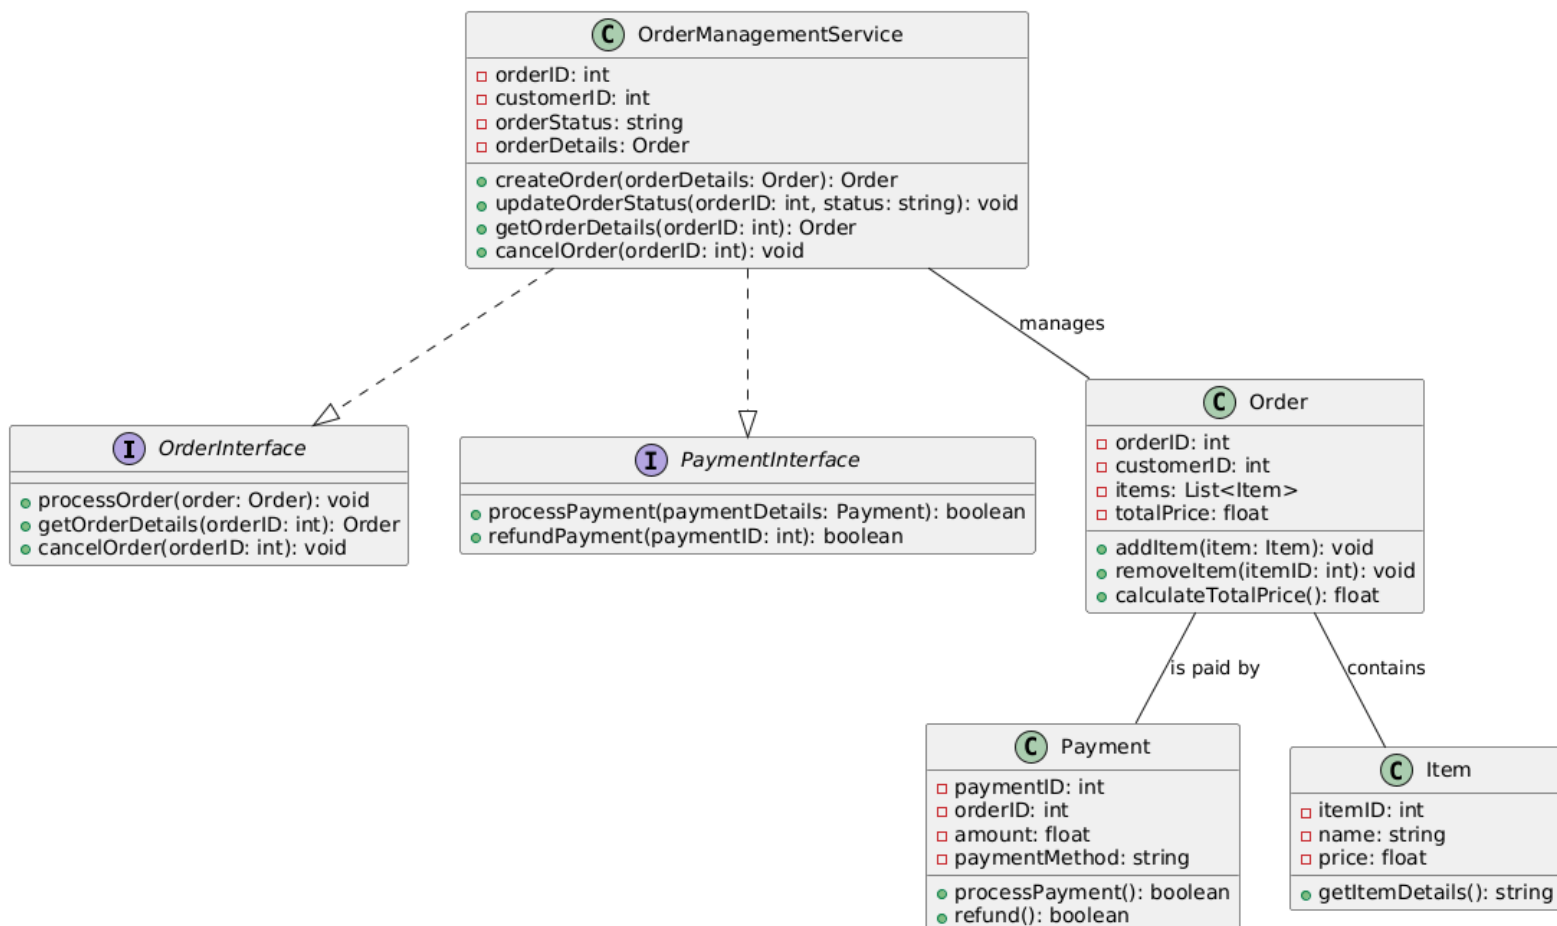 C OrderManagementService
orderID: int
customerID: int
orderStatus: string
orderDetails: Order
createOrder(orderDetails: Order): Order
updateOrderStatus(orderID: int, status: string): void
getOrderDetails(orderID: int): Order
cancelOrder(orderID: int): void
manages
I OrderInterface
processOrder(order: Order): void
getOrderDetails(orderID: int): Order
cancelOrder(orderID: int): void
I PaymentInterface
processPayment(paymentDetails: Payment): boolean
refundPayment(paymentID: int): boolean
C Order
orderID: int
customerID: int
items: List<Item>
totalPrice: float
addItem(item: Item): void
removeItem(itemID: int): void
calculateTotalPrice(): float
is paid by
contains
C Payment
paymentID: int
orderID: int
amount: float
paymentMethod: string
processPayment(): boolean
refund(): boolean
C Item
itemID: int
name: string
price: float
getItemDetails(): string